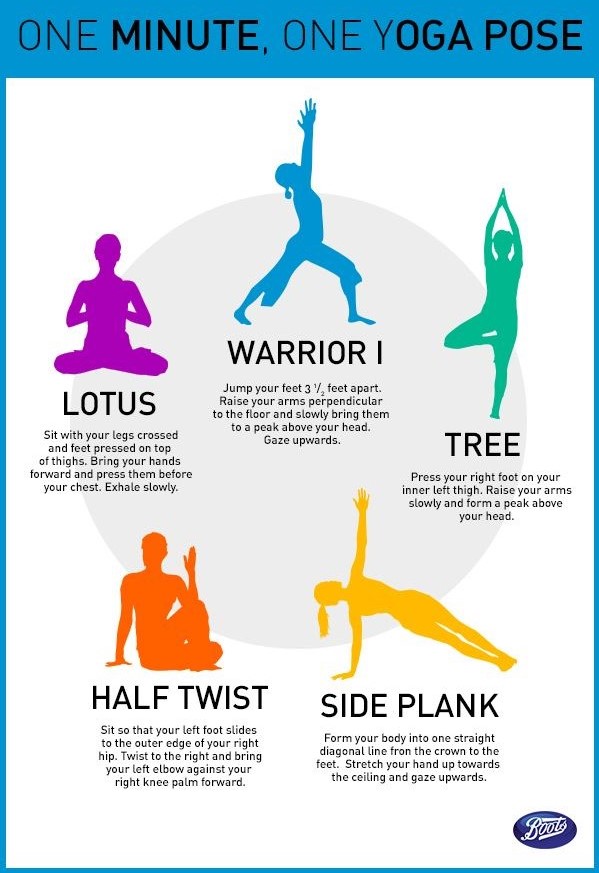 ONE MINUTE, ONE YOGA POSE
WARRIOR I
Jump your feet 3 1/2 feet apart.
Raise your arms perpendicular
to the floor and slowly bring them
to a peak above your head.
Gaze upwards.
LOTUS
Sit with your legs crossed
and feet pressed on top
of thighs. Bring your hands
forward and press them before
your chest. Exhale slowly.
TREE
Press your right foot on your
inner left thigh. Raise your arms
slowly and form a peak above
your head.
HALF TWIST
Sit so that your left foot slides
to the outer edge of your right
hip. Twist to the right and bring
your left elbow against your
right knee palm forward.
SIDE PLANK
Form your body into one straight
diagonal line fron the crown to the
feet. Stretch your hand up towards
the ceiling and gaze upwards.
Boots